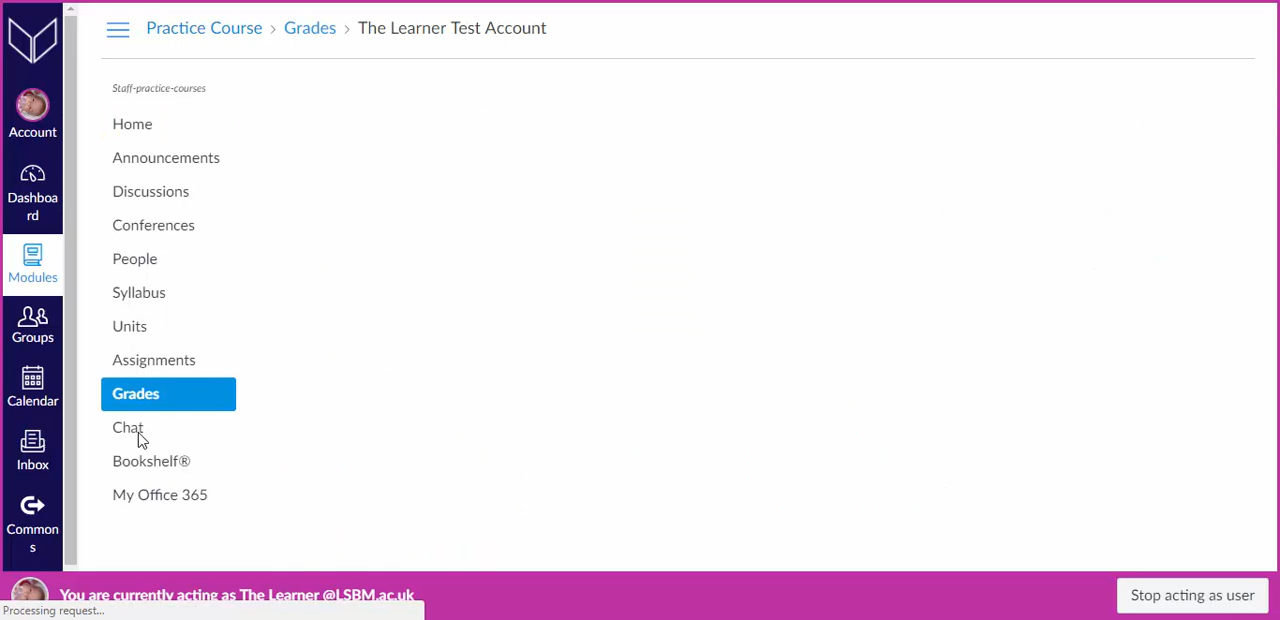 Practice Course › Grades › The Learner Test Account
Staff-practice-courses
Home
Announcements
Discussions
Conferences
People
Syllabus
Units
Assignments
Grades
Chat
Bookshelf®
My Office 365
Account
Dashboa
rd
Modules
Groups
Calendar
Inbox
Common
s
You are currently acting as The Learner @LSBM.ac.uk
Stop acting as user
Processing request...